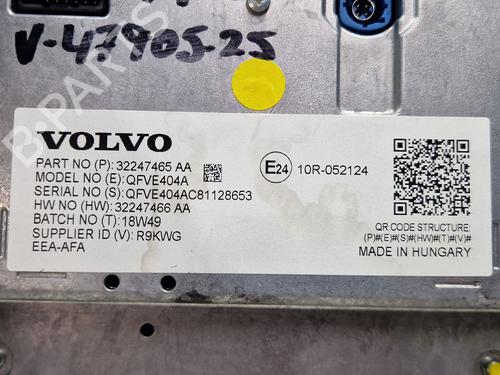 V-47905-25
B-PARTS
VOLVO
PART NO (P): 32247465 AA
MODEL NO (E): QFVE404A
SERIAL NO (S): QFVE404AC81128653
HW NO (HW): 32247466 AA
BATCH NO (T): 18W49
SUPPLIER ID (V): R9KWG
EEA-AFA
E24 10R-052124
QR CODE STRUCTURE:
(P)#(E)#(S)#(HW)#(T)#(V)#
MADE IN HUNGARY